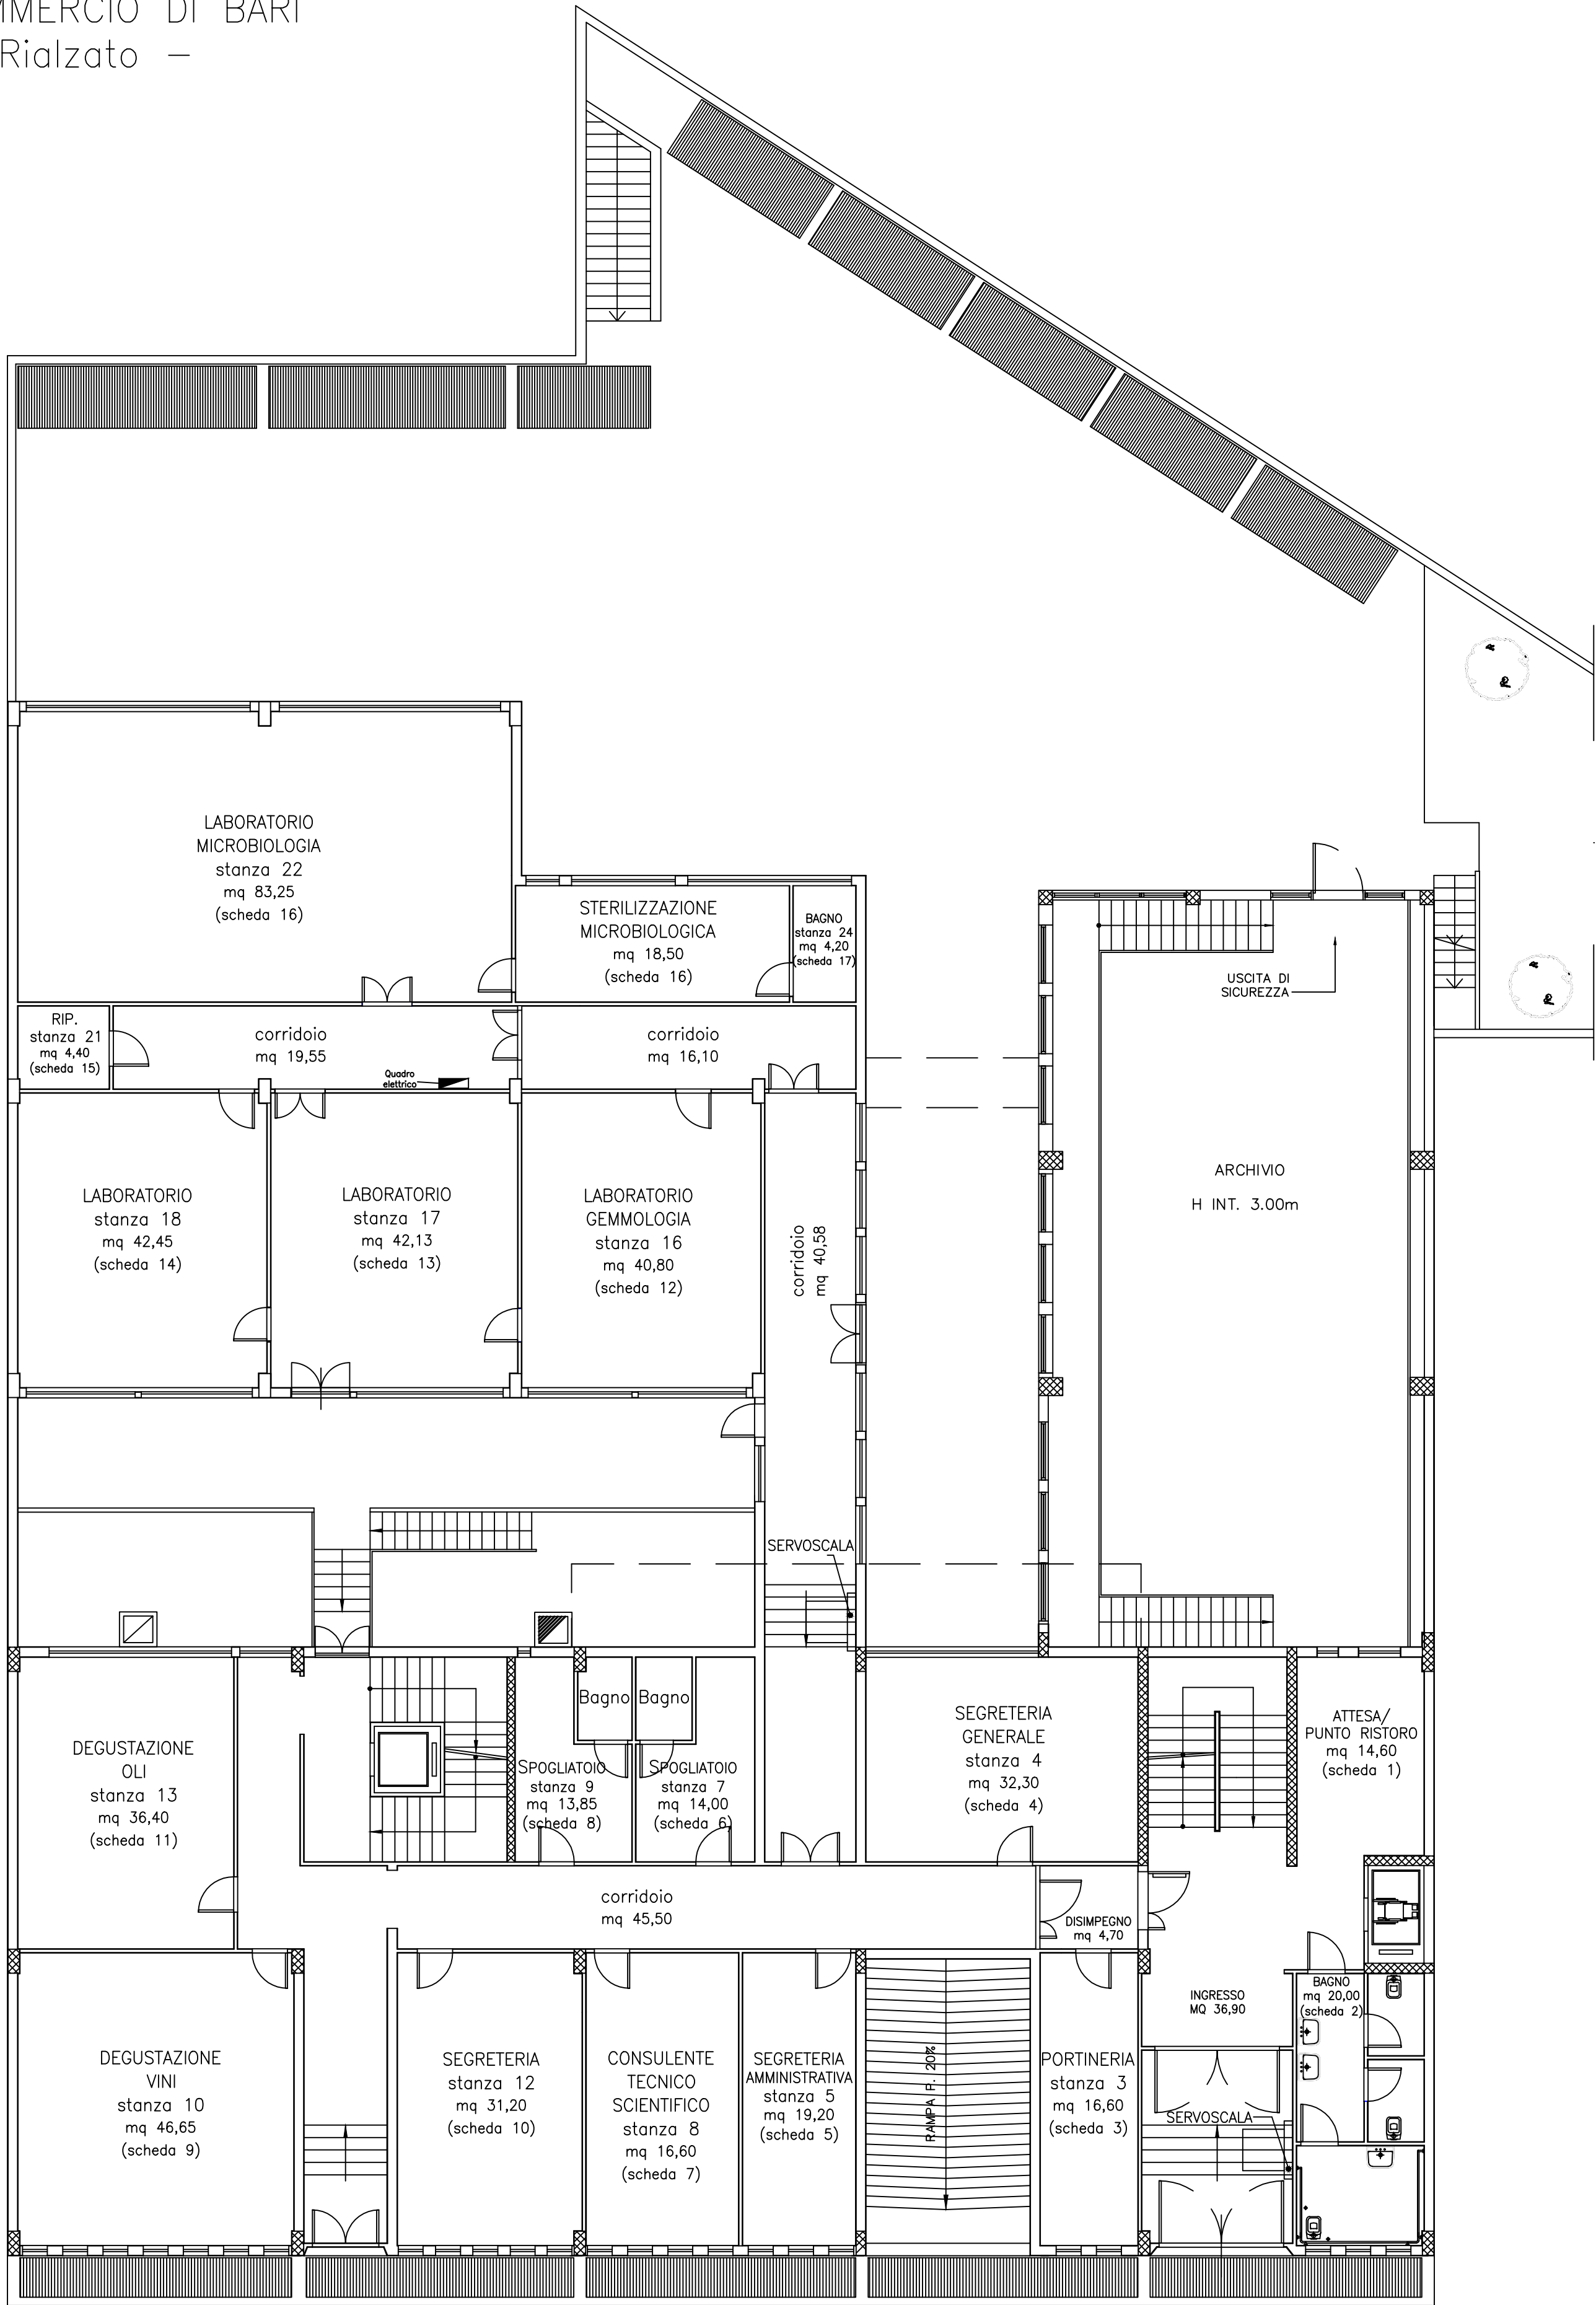 MMERCIO DI BARI
Rialzato –
LABORATORIO
MICROBIOLOGIA
stanza 22
mq 83,25
(scheda 16)
STERILIZZAZIONE
MICROBIOLOGICA
mq 18,50
(scheda 16)
BAGNO
stanza 24
mq 4,20
(scheda 17)
USCITA DI
SICUREZZA
RIP.
stanza 21
mq 4,40
(scheda 15)
corridoio
mq 19,55
Quadro
elettrico
corridoio
mq 16,10
LABORATORIO
stanza 18
mq 42,45
(scheda 14)
LABORATORIO
stanza 17
mq 42,13
(scheda 13)
LABORATORIO
GEMMOLOGIA
stanza 16
mq 40,80
(scheda 12)
corridoio
mq 40,58
ARCHIVIO
H INT. 3.00m
SERVOSCALA
DEGUSTAZIONE
OLI
stanza 13
mq 36,40
(scheda 11)
Bagno
Bagno
SPOGLIATOIO
stanza 9
mq 13,85
(scheda 8)
SPOGLIATOIO
stanza 7
mq 14,00
(scheda 6)
SEGRETERIA
GENERALE
stanza 4
mq 32,30
(scheda 4)
ATTESA/
PUNTO RISTORO
mq 14,60
(scheda 1)
corridoio
mq 45,50
DISIMPEGNO
mq 4,70
INGRESSO
MQ 36,90
BAGNO
mq 20,00
(scheda 2)
DEGUSTAZIONE
VINI
stanza 10
mq 46,65
(scheda 9)
SEGRETERIA
stanza 12
mq 31,20
(scheda 10)
CONSULENTE
TECNICO
SCIENTIFICO
stanza 8
mq 16,60
(scheda 7)
SEGRETERIA
AMMINISTRATIVA
stanza 5
mq 19,20
(scheda 5)
RAMPA P. 20%
PORTINERIA
stanza 3
mq 16,60
(scheda 3)
SERVOSCALA